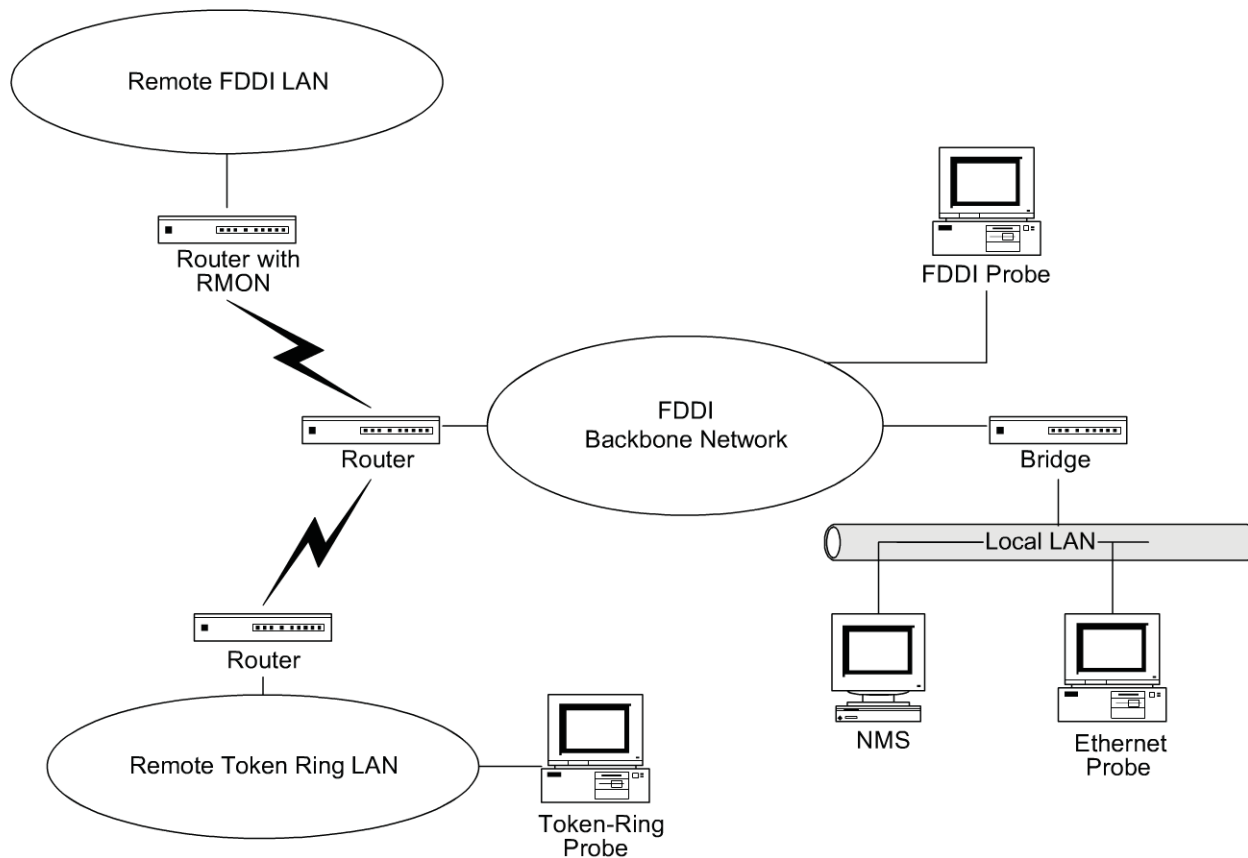 Remote FDDI LAN
Router with
RMON
FDDI Probe
FDDI
Backbone Network
Router
Bridge
Local LAN
Router
NMS
Ethernet
Probe
Remote Token Ring LAN
Token-Ring
Probe